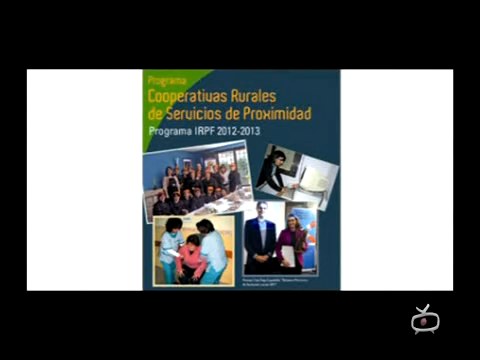 Programa
Cooperativas Rurales
de Servicios de Proximidad
Programa IRPF 2012-2013